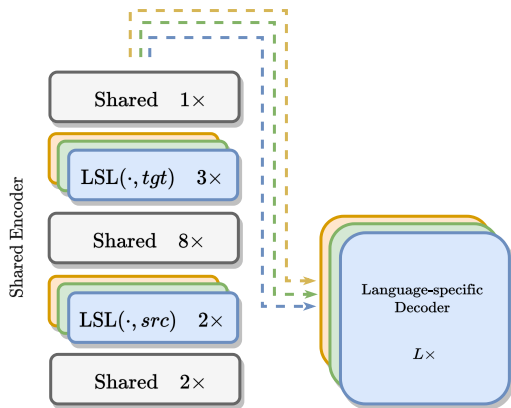 Shared Encoder
Shared 1×
LSL(·, tgt) 3×
Shared 8×
LSL(·, src) 2×
Shared 2×
Language-specific
Decoder
L×